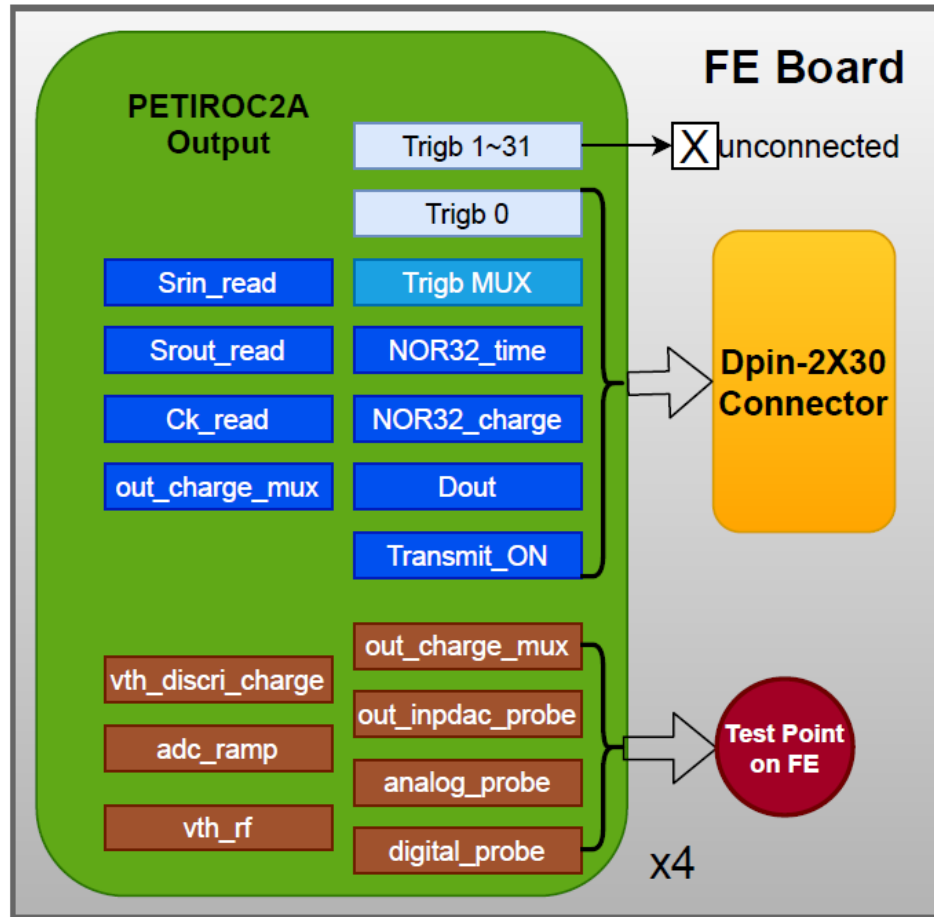 FE Board
PETIROC2A
Output
Trigb 1~31
X
unconnected
Trigb 0
Srin_read
Trigb MUX
Srout_read
NOR32_time
Ck_read
NOR32_charge
out_charge_mux
Dout
Transmit_ON
Dpin-2X30
Connector
out_charge_mux
vth_discri_charge
out_inpdac_probe
adc_ramp
analog_probe
vth_rf
digital_probe
Test Point
on FE
x4